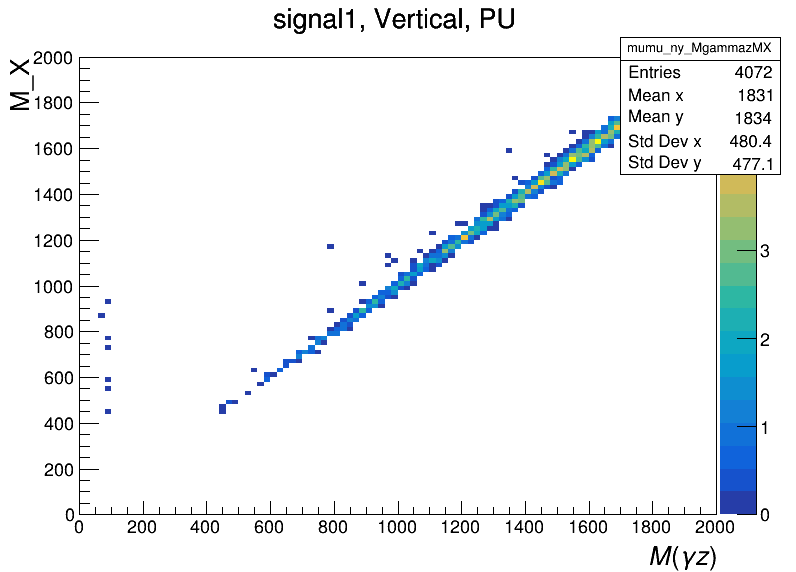 signal1, Vertical, PU
mumu_ny_MgammazMX
Entries 4072
Mean x 1831
Mean y 1834
Std Dev x 480.4
Std Dev y 477.1
M_X
2000
1800
1600
1400
1200
1000
800
600
400
200
0
3
2
1
0
0 200 400 600 800 1000 1200 1400 1600 1800 2000
M(γz)